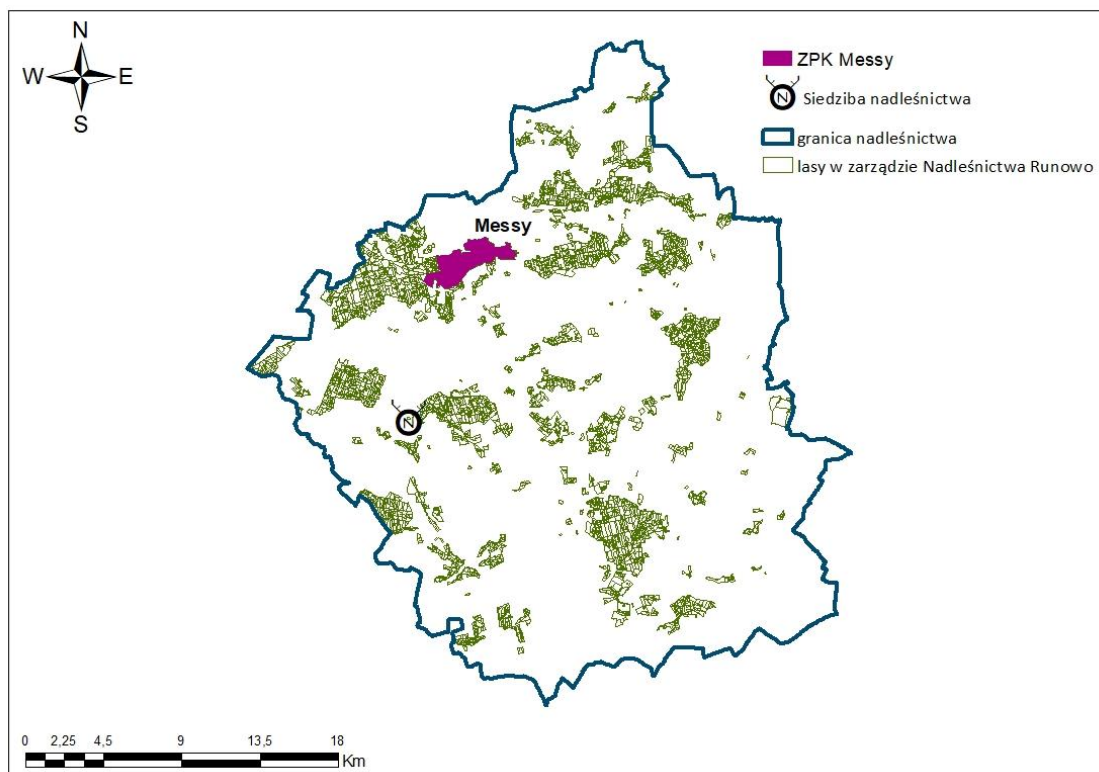 N
W E
S
ZPK Messy
N Siedziba nadleśnictwa
granica nadleśnictwa
lasy w zarządzie Nadleśnictwa Runowo
Messy
N
0 2,25 4,5 9 13,5 18
Km